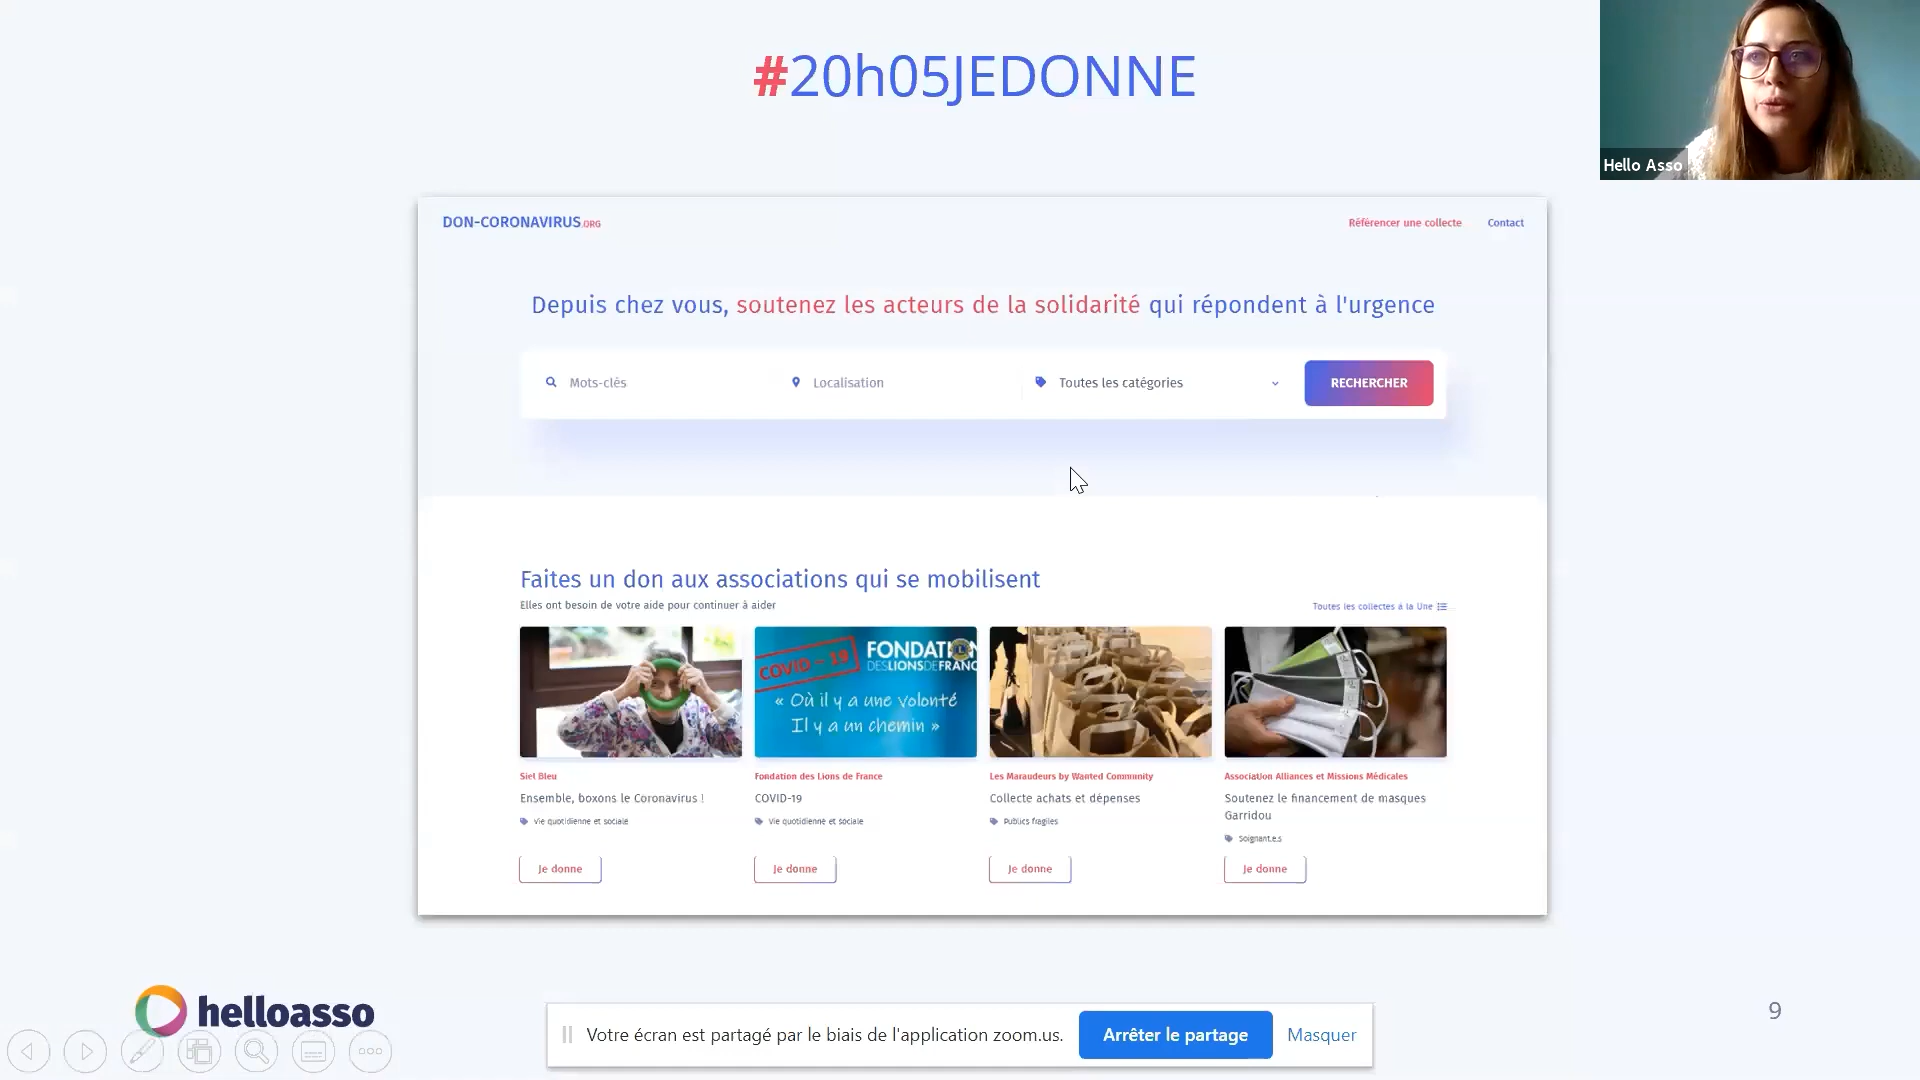 #20h05JEDONNE
Hello Asso
DON-CORONAVIRUS.ORG
Référencer une collecte
Contact
Depuis chez vous, soutenez les acteurs de la solidarité qui répondent à l'urgence
Mots-clés
Localisation
Toutes les catégories
RECHERCHER
Faites un don aux associations qui se mobilisent
Elles ont besoin de votre aide pour continuer à aider
Toutes les collectes à la Une
COVID - 19
FONDATION
DES LIONS DE FRANC
« Où il y a une volonté
Il y a un chemin »
Siel Bleu
Ensemble, boxons le Coronavirus !
Vie quotidienne et sociale
Je donne
Fondation des Lions de France
COVID-19
Vie quotidienne et sociale
Je donne
Les Maraudeurs by Wanted Community
Collecte achats et dépenses
Publics fragiles
Je donne
Association Alliances et Missions Médicales
Soutenez le financement de masques
Garridou
Soignant.e.s
Je donne
helloasso
Votre écran est partagé par le biais de l'application zoom.us.
Arrêter le partage
Masquer
9